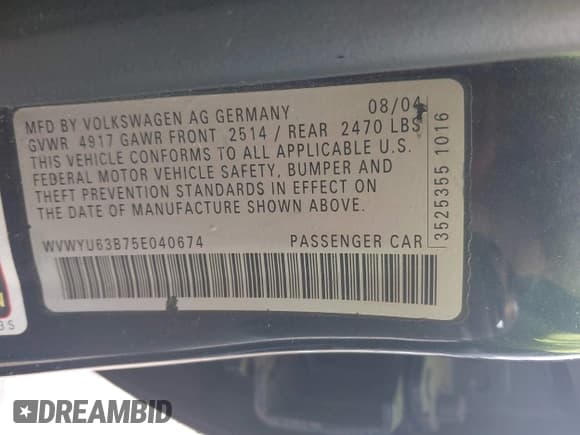 MFD BY VOLKSWAGEN AG GERMANY 08/04
GVWR 4917 GAWR FRONT 2514 / REAR 2470 LBS
THIS VEHICLE CONFORMS TO ALL APPLICABLE U.S.
FEDERAL MOTOR VEHICLE SAFETY, BUMPER AND
THEFT PREVENTION STANDARDS IN EFFECT ON
THE DATE OF MANUFACTURE SHOWN ABOVE.
WVWYU63B75E040674 PASSENGER CAR
3525355 1016
DREAMBID